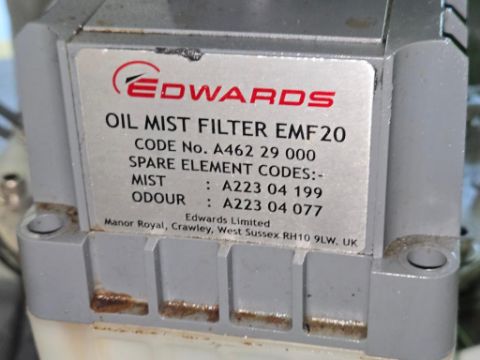 EDWARDS
OIL MIST FILTER EMF20
CODE No. A462 29 000
SPARE ELEMENT CODES:-
MIST : A223 04 199
ODOUR : A223 04 077
Edwards Limited
Manor Royal, Crawley, West Sussex RH10 9LW. UK